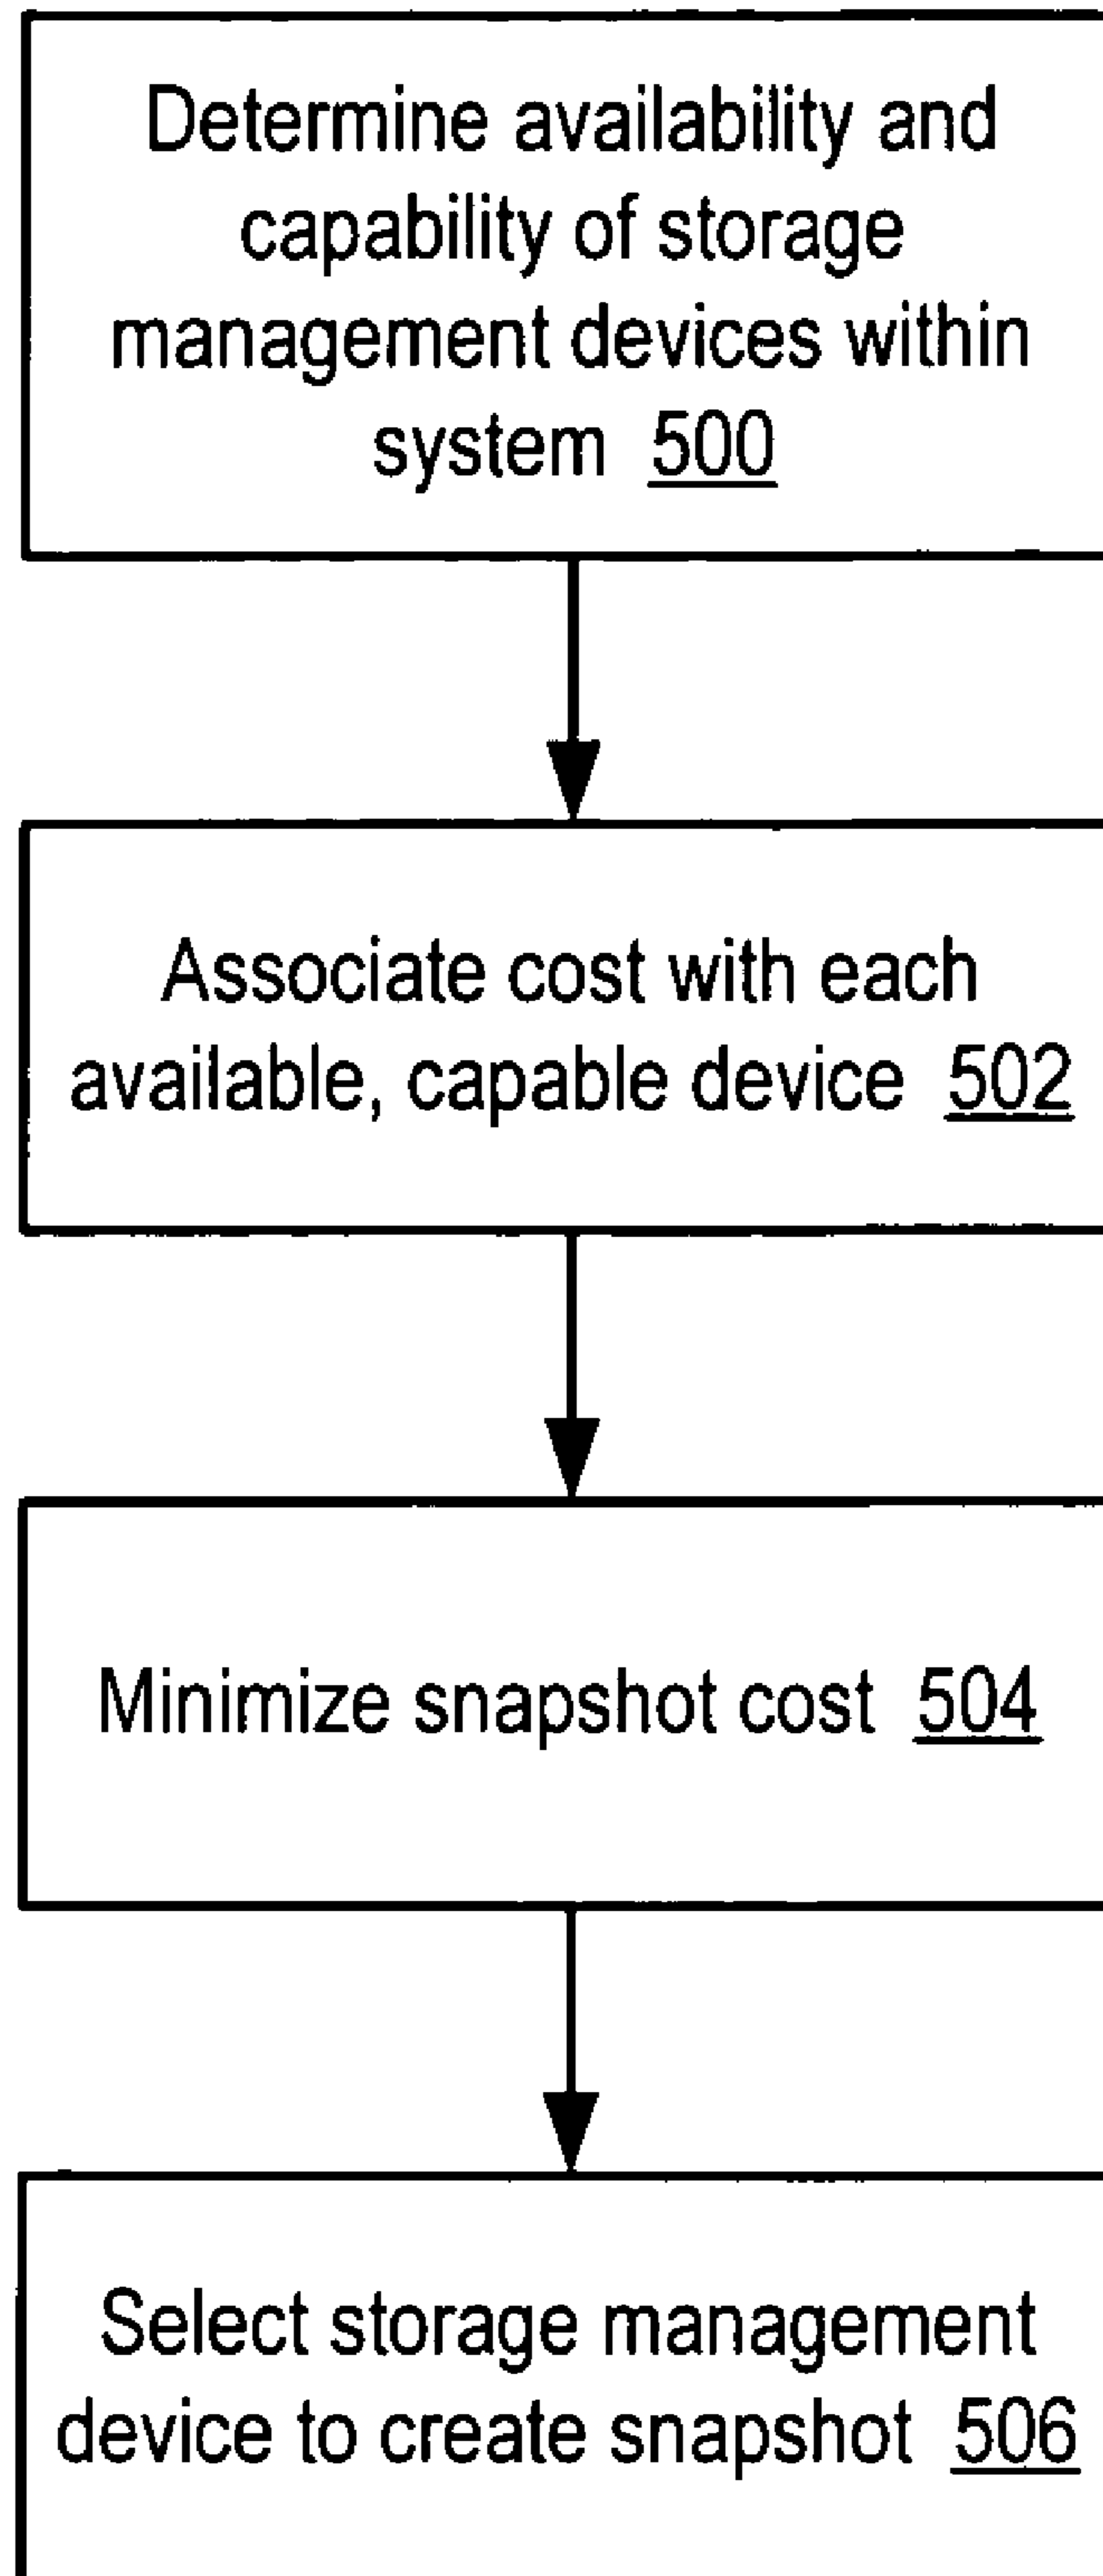 Determine availability and
capability of storage
management devices within
system 500
Associate cost with each
available, capable device 502
Minimize snapshot cost 504
Select storage management
device to create snapshot 506